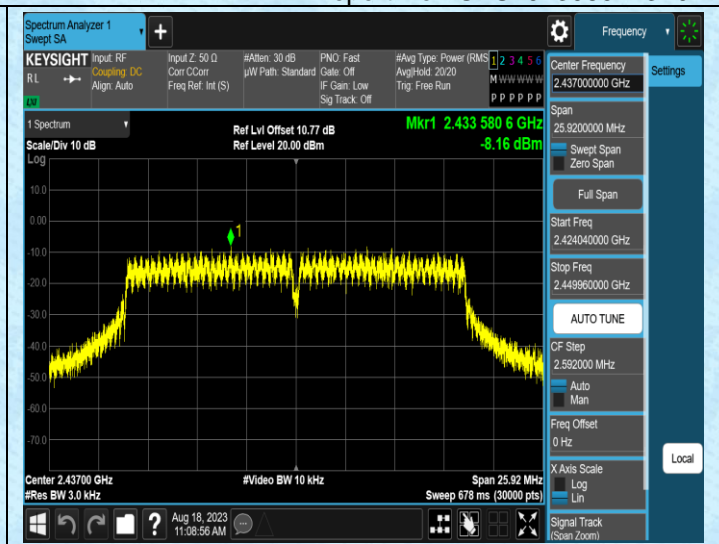 Spectrum Analyzer 1
Swept SA
+
Frequency
KEYSIGHT
R L
LXI
Input: RF
Coupling: DC
Align: Auto
Input Z: 50 Ω
Corr CCorr
Freq Ref: Int (S)
#Atten: 30 dB
µW Path: Standard
PNO: Fast
Gate: Off
IF Gain: Low
Sig Track: Off
#Avg Type: Power (RMS
Avg|Hold: 20/20
Trig: Free Run
1 2 3 4 5 6
M W W W W W
P P P P P P
1 Spectrum
Scale/Div 10 dB
Ref Lvl Offset 10.77 dB
Ref Level 20.00 dBm
Mkr1 2.433 580 6 GHz
-8.16 dBm
Log
10.0
0.00
-10.0
-20.0
-30.0
-40.0
-50.0
-60.0
-70.0
1
Center 2.43700 GHz
#Res BW 3.0 kHz
#Video BW 10 kHz
Span 25.92 MHz
Sweep 678 ms (30000 pts)
Center Frequency
2.437000000 GHz
Span
25.9200000 MHz
Swept Span
Zero Span
Full Span
Start Freq
2.424040000 GHz
Stop Freq
2.449960000 GHz
AUTO TUNE
CF Step
2.592000 MHz
Auto
Man
Freq Offset
0 Hz
X Axis Scale
Log
Lin
Signal Track
(Span Zoom)
Settings
Local
?
Aug 18, 2023
11:08:56 AM